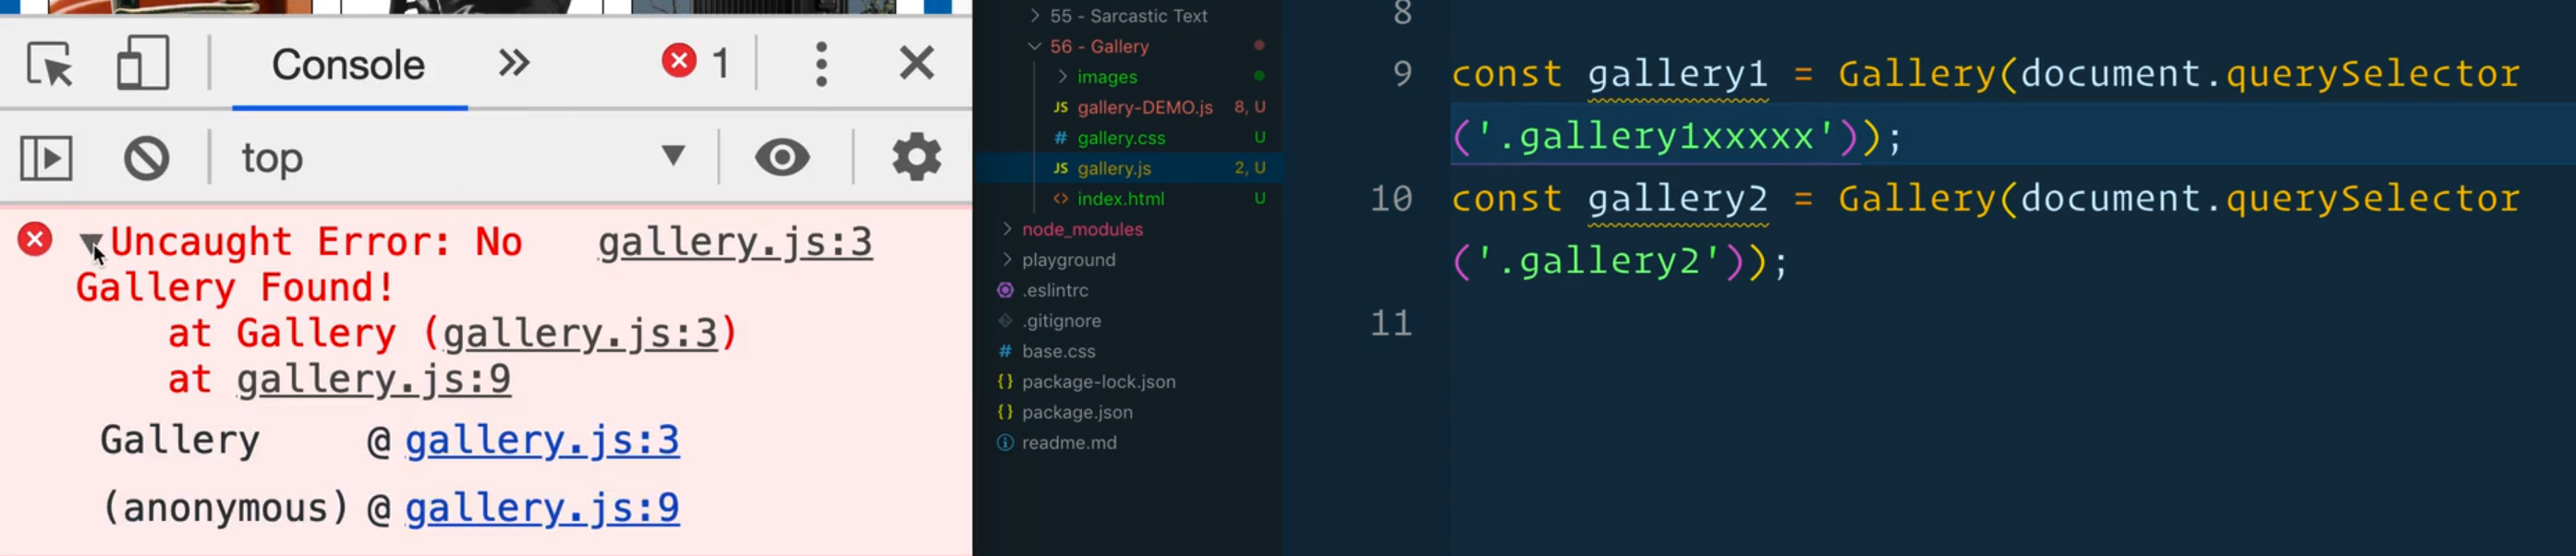 Console
1
top
Uncaught Error: No gallery.js:3
Gallery Found!
at Gallery (gallery.js:3)
at gallery.js:9
Gallery @ gallery.js:3
(anonymous) @ gallery.js:9
55 - Sarcastic Text
56 - Gallery
images
JS gallery-DEMO.js 8, U
# gallery.css U
JS gallery.js 2, U
<> index.html U
node_modules
playground
.eslintrc
.gitignore
# base.css
{} package-lock.json
{} package.json
readme.md
8
9 const gallery1 = Gallery(document.querySelector
('.gallery1xxxxx'));
10 const gallery2 = Gallery(document.querySelector
('.gallery2'));
11